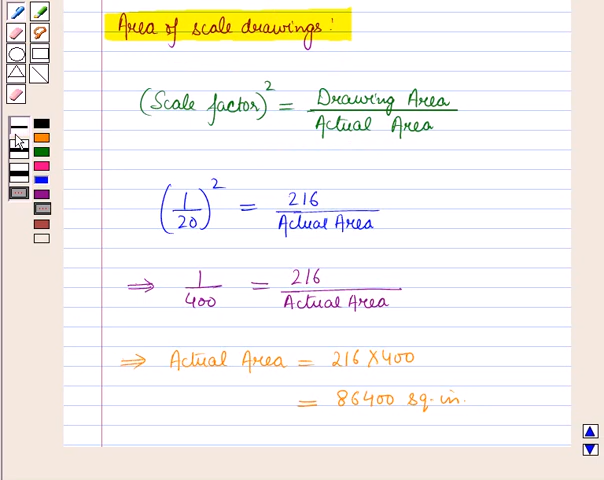 Area of scale drawings :
(Scale factor)² = Drawing Area / Actual Area
(1/20)² = 216 / Actual Area
⇒ 1/400 = 216 / Actual Area
⇒ Actual Area = 216 × 400
= 86400 sq. in.